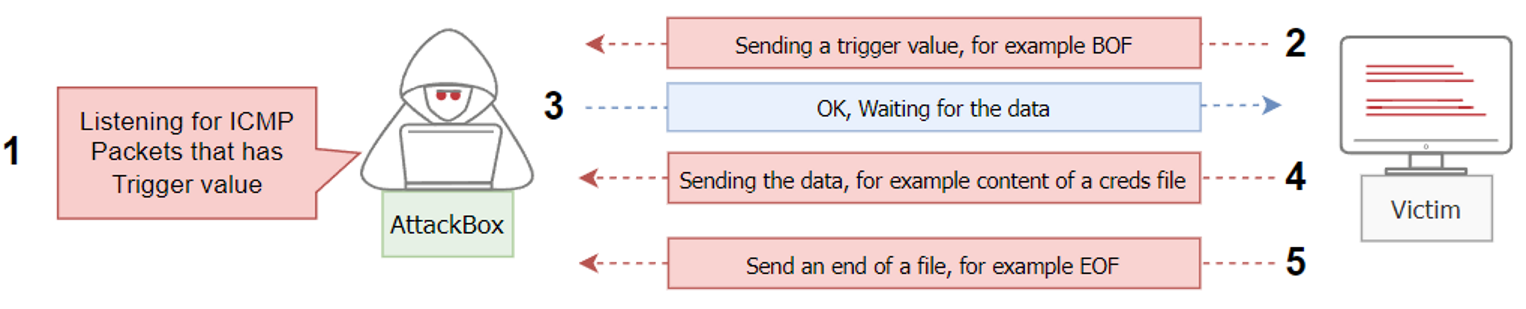 1
Listening for ICMP
Packets that has
Trigger value
AttackBox
Sending a trigger value, for example BOF
2
3
OK, Waiting for the data
Sending the data, for example content of a creds file
4
Send an end of a file, for example EOF
5
Victim